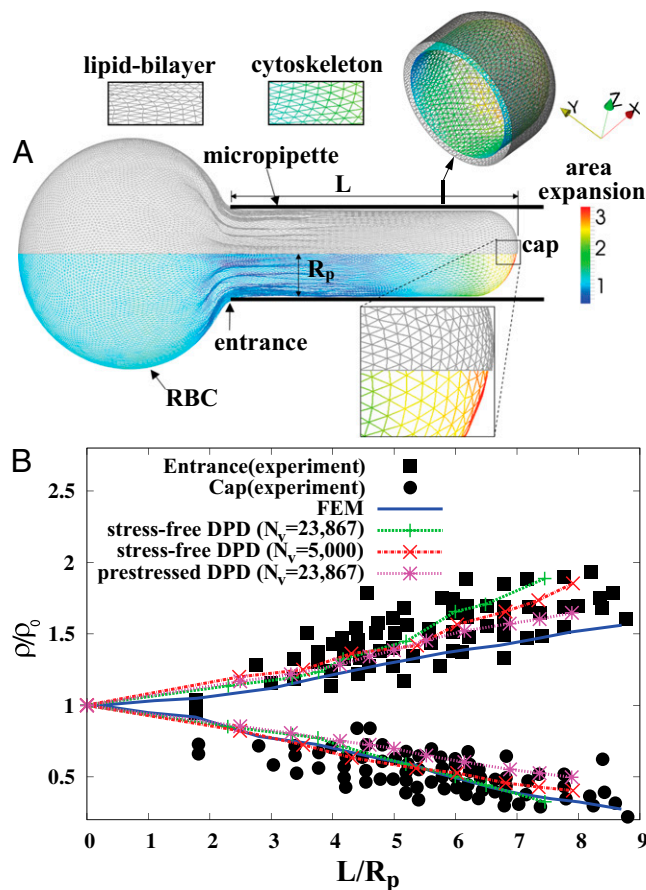 lipid-bilayer
cytoskeleton
Y
Z
X
A
micropipette
L
area
expansion
3
2
1
cap
R_p
entrance
RBC
B
Entrance(experiment)
Cap(experiment)
FEM
stress-free DPD (N_v=23,867)
stress-free DPD (N_v=5,000)
prestressed DPD (N_v=23,867)
ρ/ρ_0
2.5
2
1.5
1
0.5
0 1 2 3 4 5 6 7 8 9
L/R_p